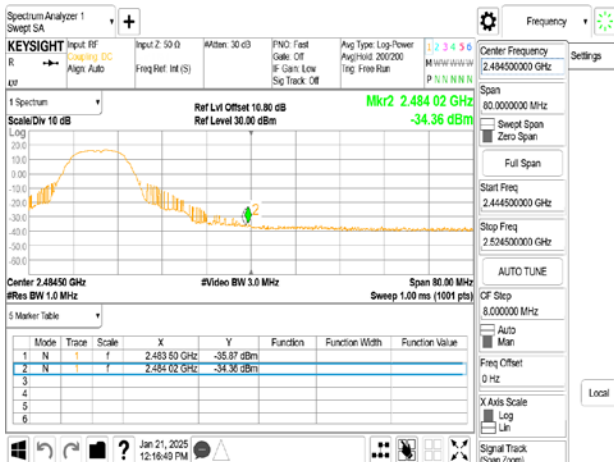 Spectrum Analyzer 1
Swept SA
Frequency
KEYSIGHT Input: RF Input Z: 50 Ω #Atten: 30 dB PNO: Fast Avg Type: Log-Power 1 2 3 4 5 6
R Coupling: DC Gate: Off Avg|Hold: 200/200 M W W W W W
Align: Auto Freq Ref: Int (S) IF Gain: Low Trig: Free Run
Sig Track: Off P N N N N N
Center Frequency
2.484500000 GHz
Settings
1 Spectrum
Scale/Div 10 dB
Ref Lvl Offset 10.80 dB
Ref Level 30.00 dBm
Mkr2 2.484 02 GHz
-34.36 dBm
Span
80.0000000 MHz
Swept Span
Zero Span
Full Span
Start Freq
2.444500000 GHz
Stop Freq
2.524500000 GHz
AUTO TUNE
CF Step
8.000000 MHz
Auto
Man
Freq Offset
0 Hz
X Axis Scale
Log
Lin
Local
Signal Track
(Span Zoom)
Log
20.0
10.0
0.00
-10.0
-20.0
-30.0
-40.0
-50.0
-60.0
2
Center 2.48450 GHz #Video BW 3.0 MHz Span 80.00 MHz
#Res BW 1.0 MHz Sweep 1.00 ms (1001 pts)
5 Marker Table
Mode Trace Scale X Y Function Function Width Function Value
1 N 1 f 2.483 50 GHz -35.87 dBm
2 N 1 f 2.484 02 GHz -34.36 dBm
3
4
5
6
? Jan 21, 2025
12:16:49 PM